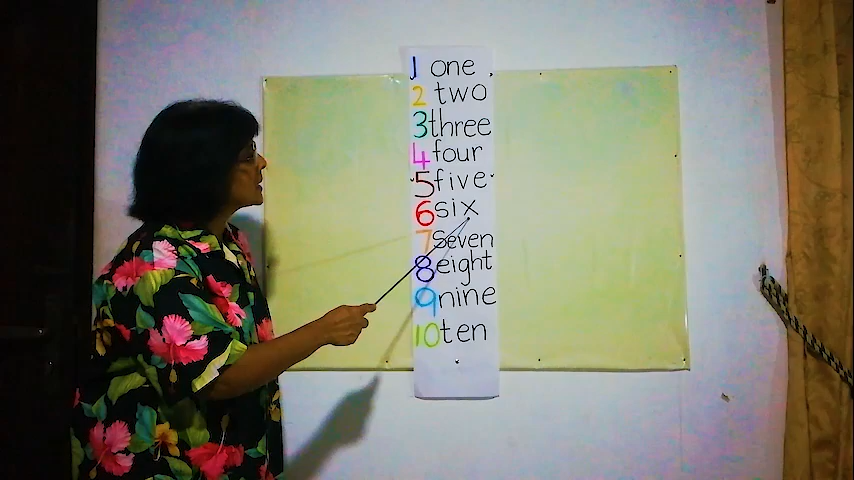 1 one
2 two
3 three
4 four
5 five
6 six
7 seven
8 eight
9 nine
10 ten